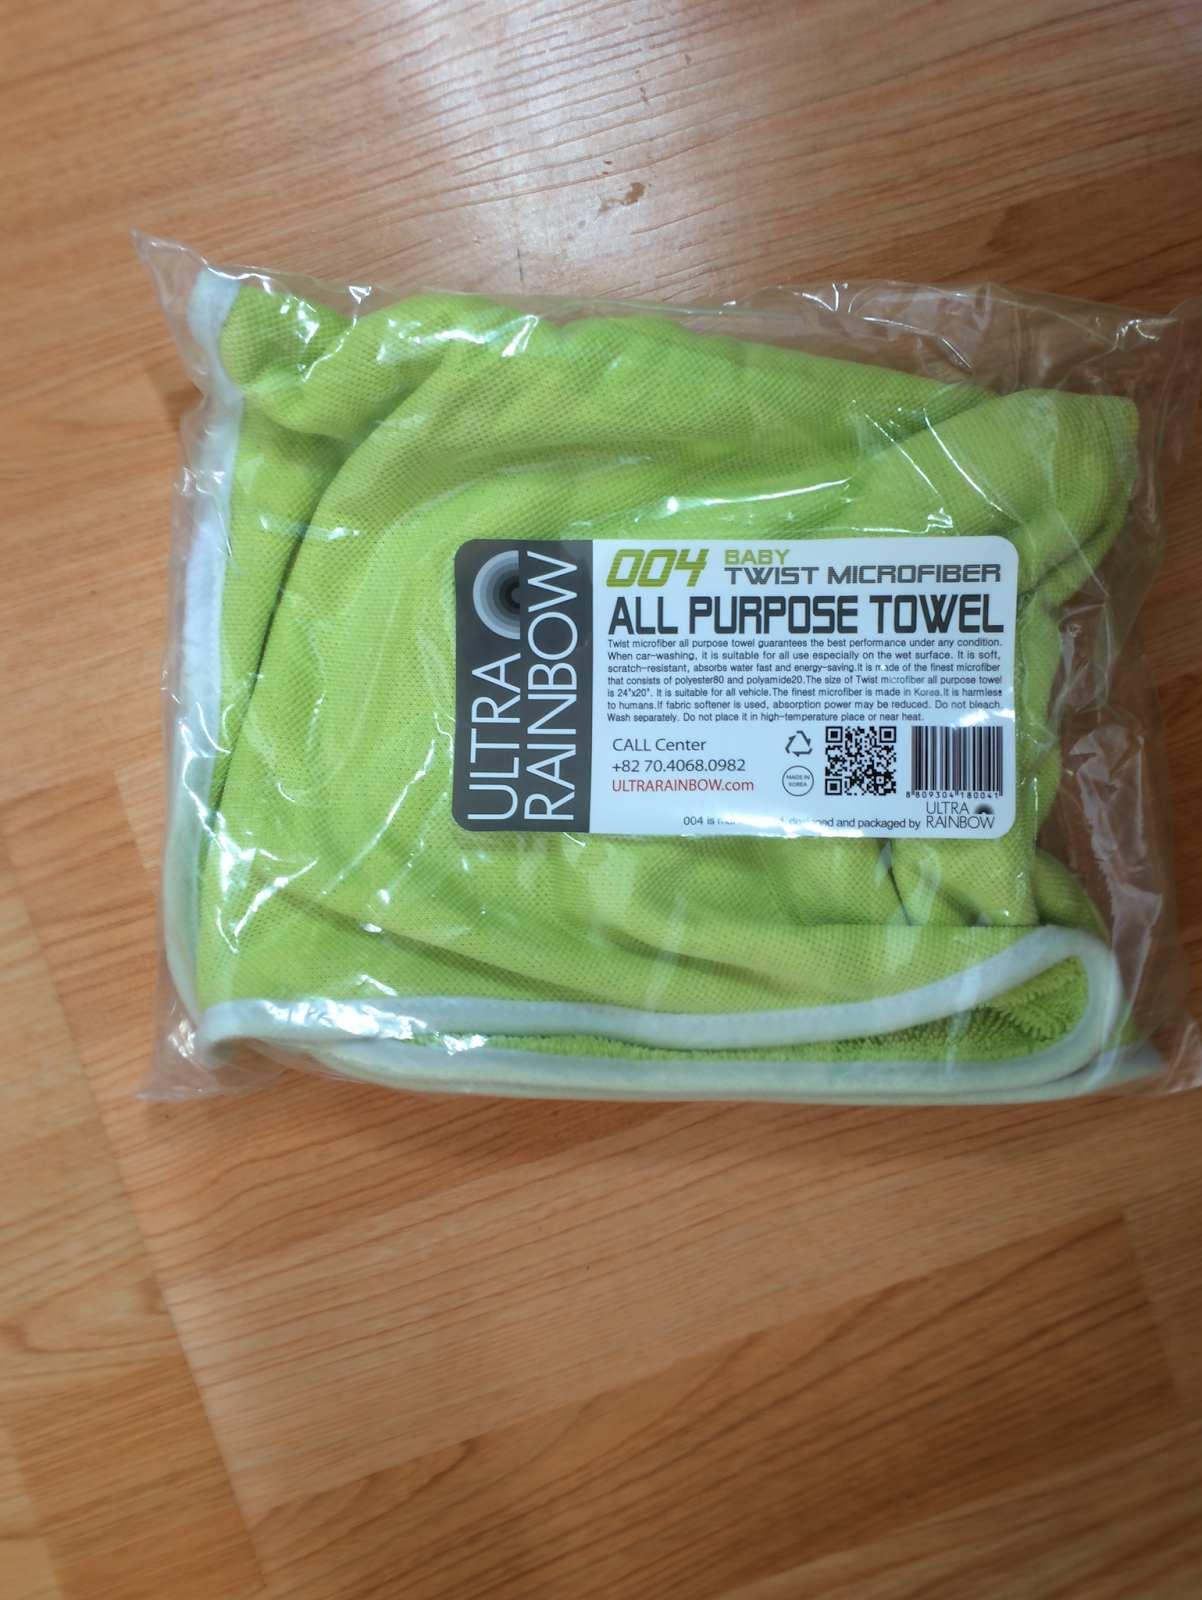 ULTRA
RAINBOW
004 BABY
TWIST MICROFIBER
ALL PURPOSE TOWEL
Twist microfiber all purpose towel guarantees the best performance under any condition.
When car-washing, it is suitable for all use especially on the wet surface. It is soft,
scratch-resistant, absorbs water fast and energy-saving.It is made of the finest microfiber
that consists of polyester80 and polyamide20.The size of Twist microfiber all purpose towel
is 24"x20". It is suitable for all vehicle.The finest microfiber is made in Korea.It is harmless
to humans.If fabric softener is used, absorption power may be reduced. Do not bleach.
Wash separately. Do not place it in high-temperature place or near heat.
CALL Center
+82 70.4068.0982
ULTRARAINBOW.com
MADE IN
KOREA
8 809304 180041
004 is designed and packaged by
ULTRA
RAINBOW